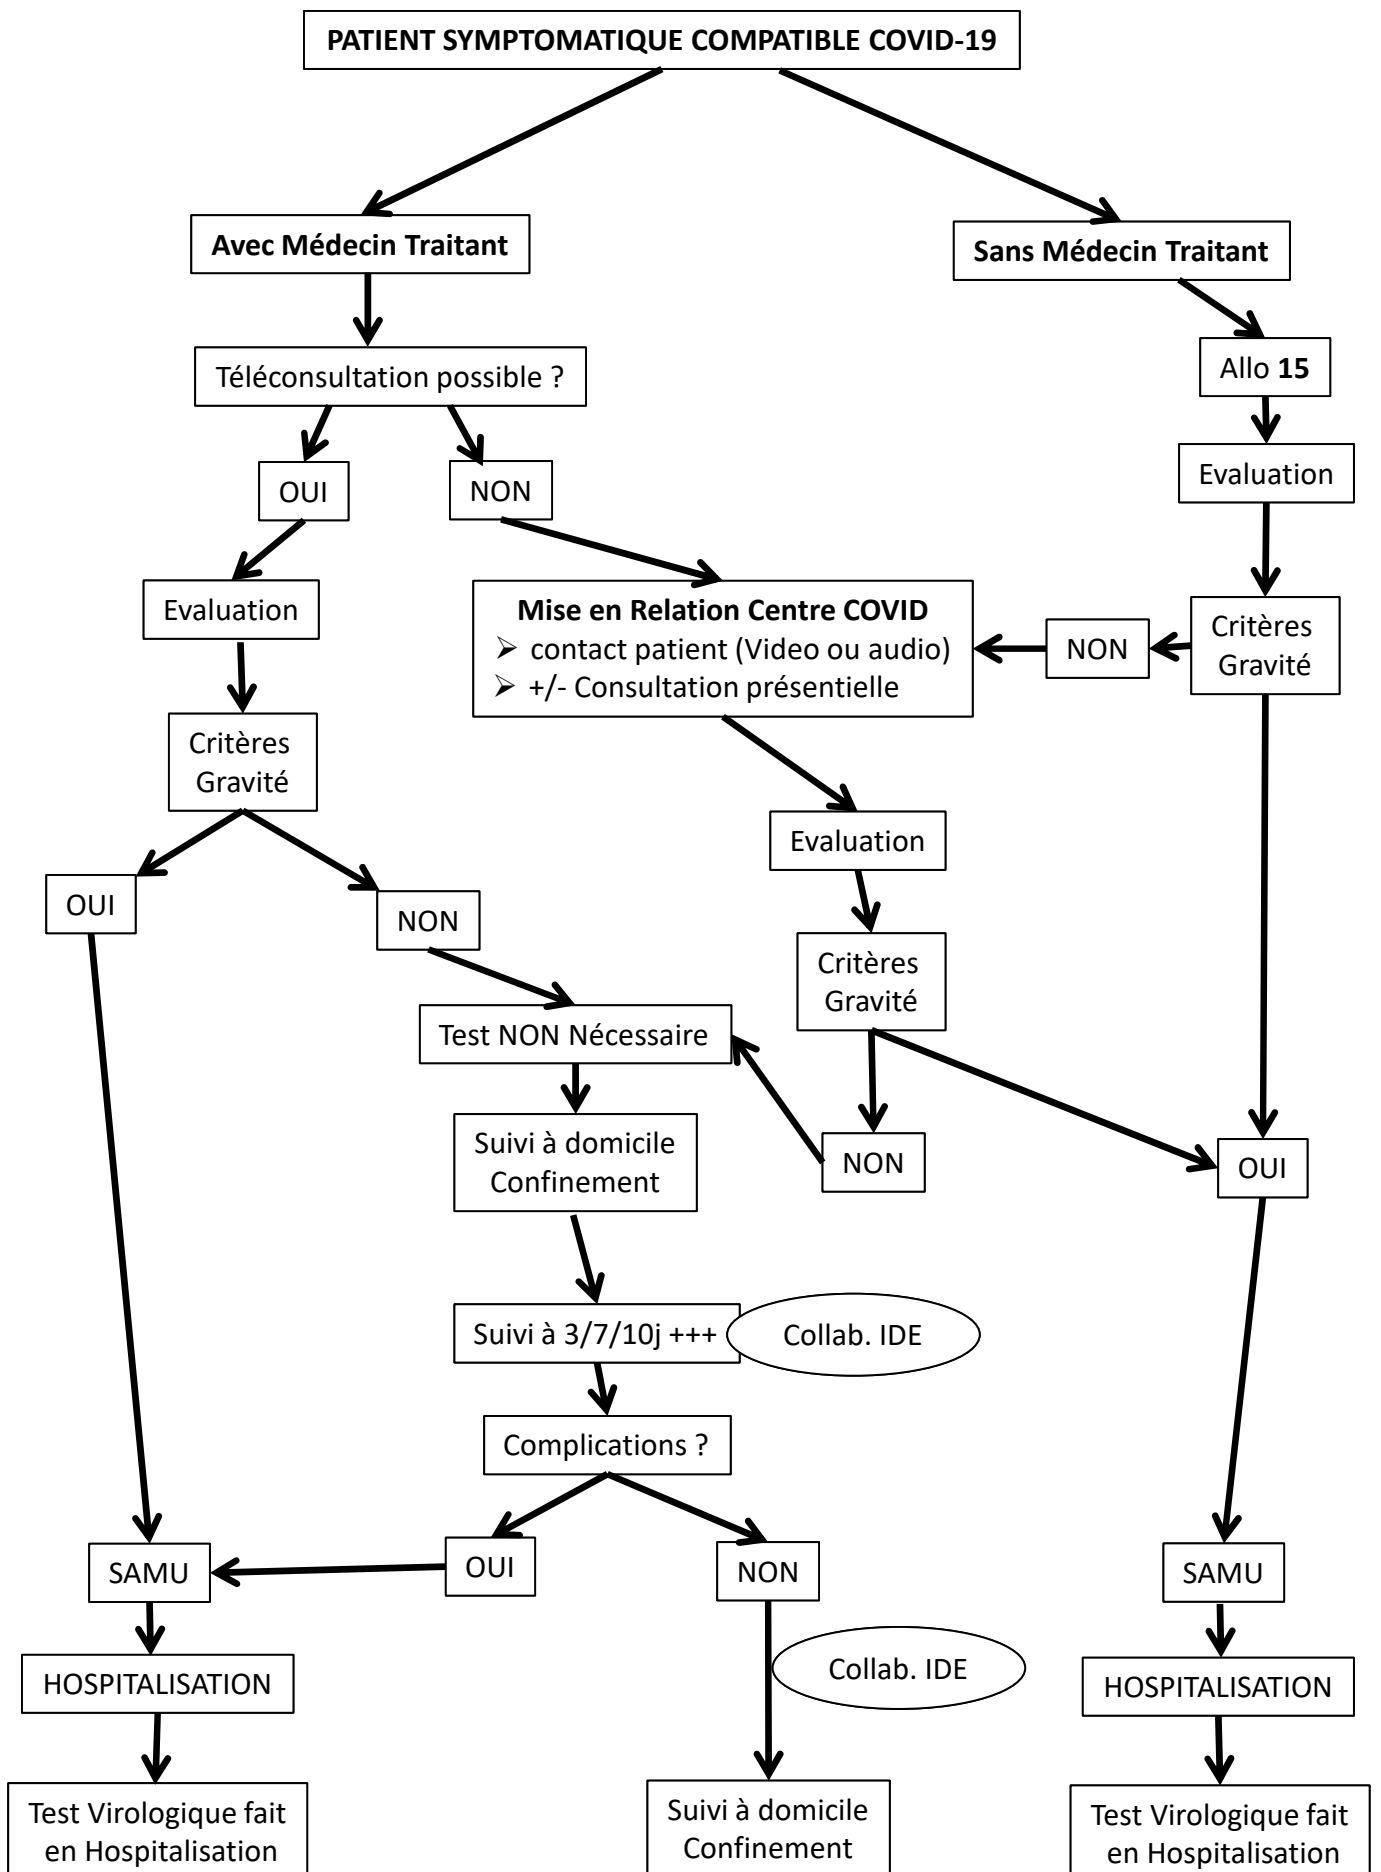 PATIENT SYMPTOMATIQUE COMPATIBLE COVID-19
Avec Médecin Traitant
Sans Médecin Traitant
Téléconsultation possible ?
Allo 15
OUI
NON
Evaluation
Evaluation
Mise en Relation Centre COVID
➢ contact patient (Video ou audio)
➢ +/- Consultation présentielle
NON
Critères
Gravité
Critères
Gravité
Evaluation
OUI
NON
Critères
Gravité
Test NON Nécessaire
Suivi à domicile
Confinement
NON
OUI
Suivi à 3/7/10j +++
Collab. IDE
Complications ?
SAMU
OUI
NON
SAMU
HOSPITALISATION
Collab. IDE
HOSPITALISATION
Test Virologique fait
en Hospitalisation
Suivi à domicile
Confinement
Test Virologique fait
en Hospitalisation